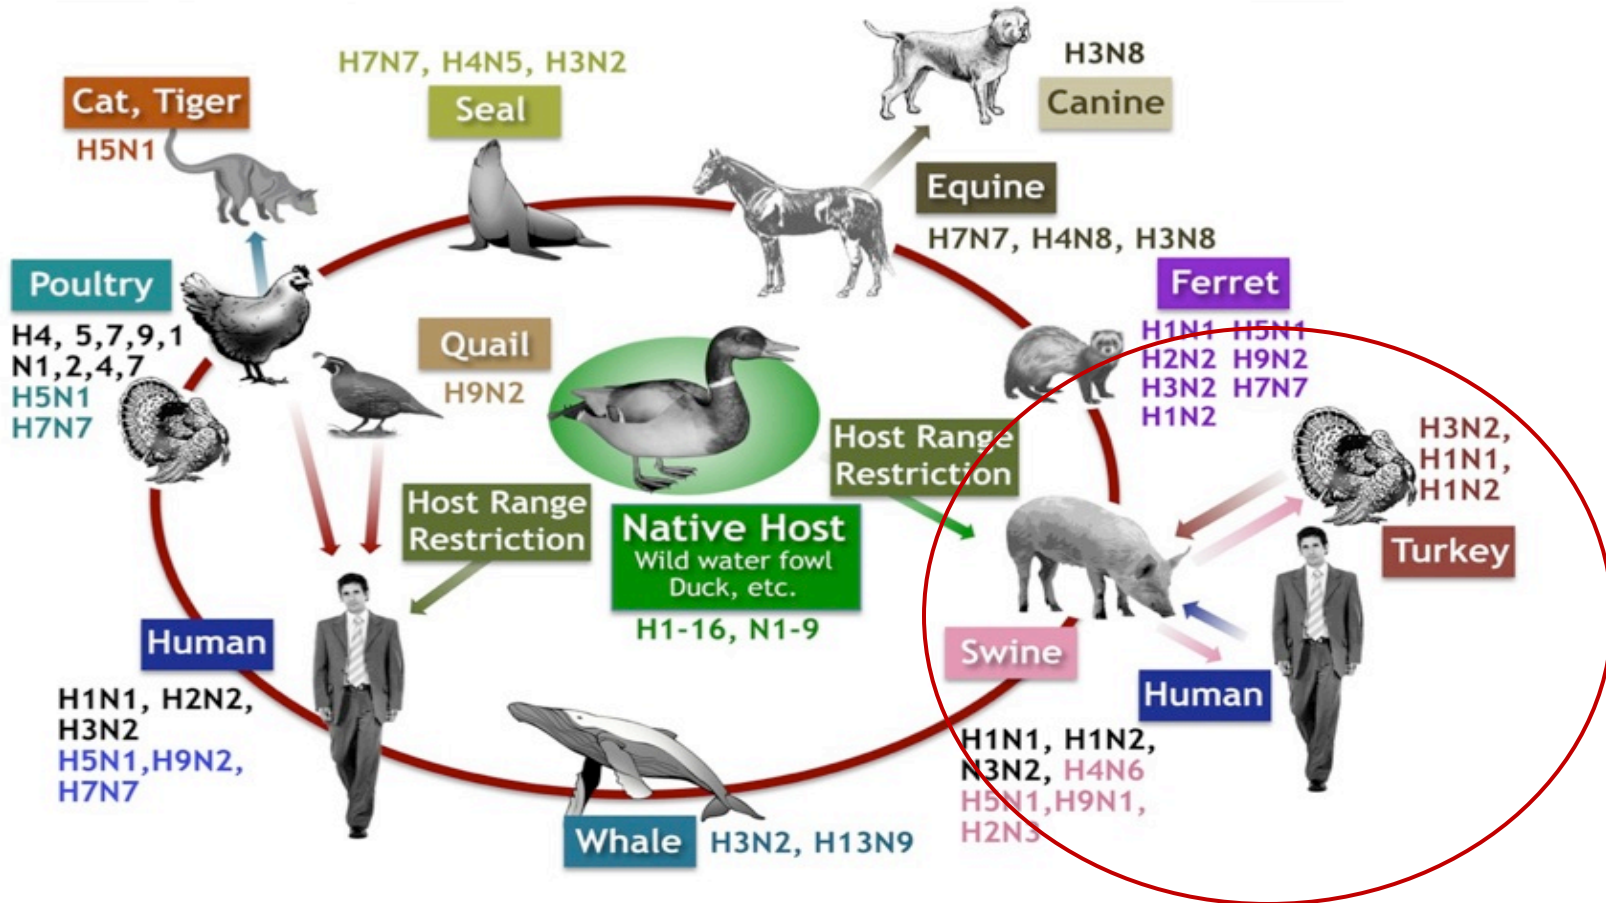 H7N7, H4N5, H3N2
Seal
H3N8
Canine
Cat, Tiger
H5N1
Equine
H7N7, H4N8, H3N8
Poultry
H4, 5,7,9,1
N1,2,4,7
H5N1
H7N7
Quail
H9N2
Ferret
H1N1 H5N1
H2N2 H9N2
H3N2 H7N7
H1N2
Host Range
Restriction
H3N2,
H1N1,
H1N2
Turkey
Host Range
Restriction
Native Host
Wild water fowl
Duck, etc.
H1-16, N1-9
Human
H1N1, H2N2,
H3N2
H5N1,H9N2,
H7N7
Swine
Human
H1N1, H1N2,
N3N2, H4N6
H5N1,H9N1,
H2N3
Whale
H3N2, H13N9